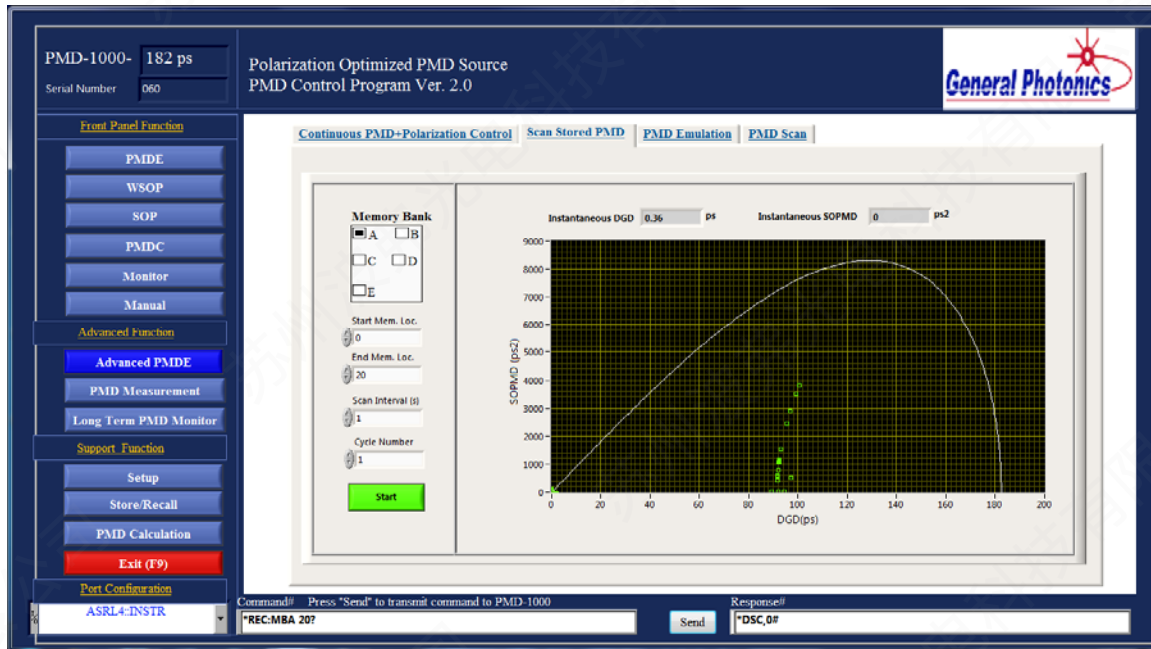 PMD-1000- 182 ps
Serial Number 060
Polarization Optimized PMD Source
PMD Control Program Ver. 2.0
General Photonics
Front Panel Function
PMDE
WSOP
SOP
PMDC
Monitor
Manual
Advanced Function
Advanced PMDE
PMD Measurement
Long Term PMD Monitor
Support Function
Setup
Store/Recall
PMD Calculation
Exit (F9)
Port Configuration
ASRL4::INSTR
Continuous PMD+Polarization Control Scan Stored PMD PMD Emulation PMD Scan
Memory Bank
A B
C D
E
Start Mem. Loc.
0
End Mem. Loc.
20
Scan Interval (s)
1
Cycle Number
1
Start
Instantaneous DGD 0.36 ps Instantaneous SOPMD 0 ps2
SOPMD (ps2)
9000
8000
7000
6000
5000
4000
3000
2000
1000
0
0 20 40 60 80 100 120 140 160 180 200
DGD(ps)
Command# Press "Send" to transmit command to PMD-1000 Response#
*REC:MBA 20? Send *DSC,0#